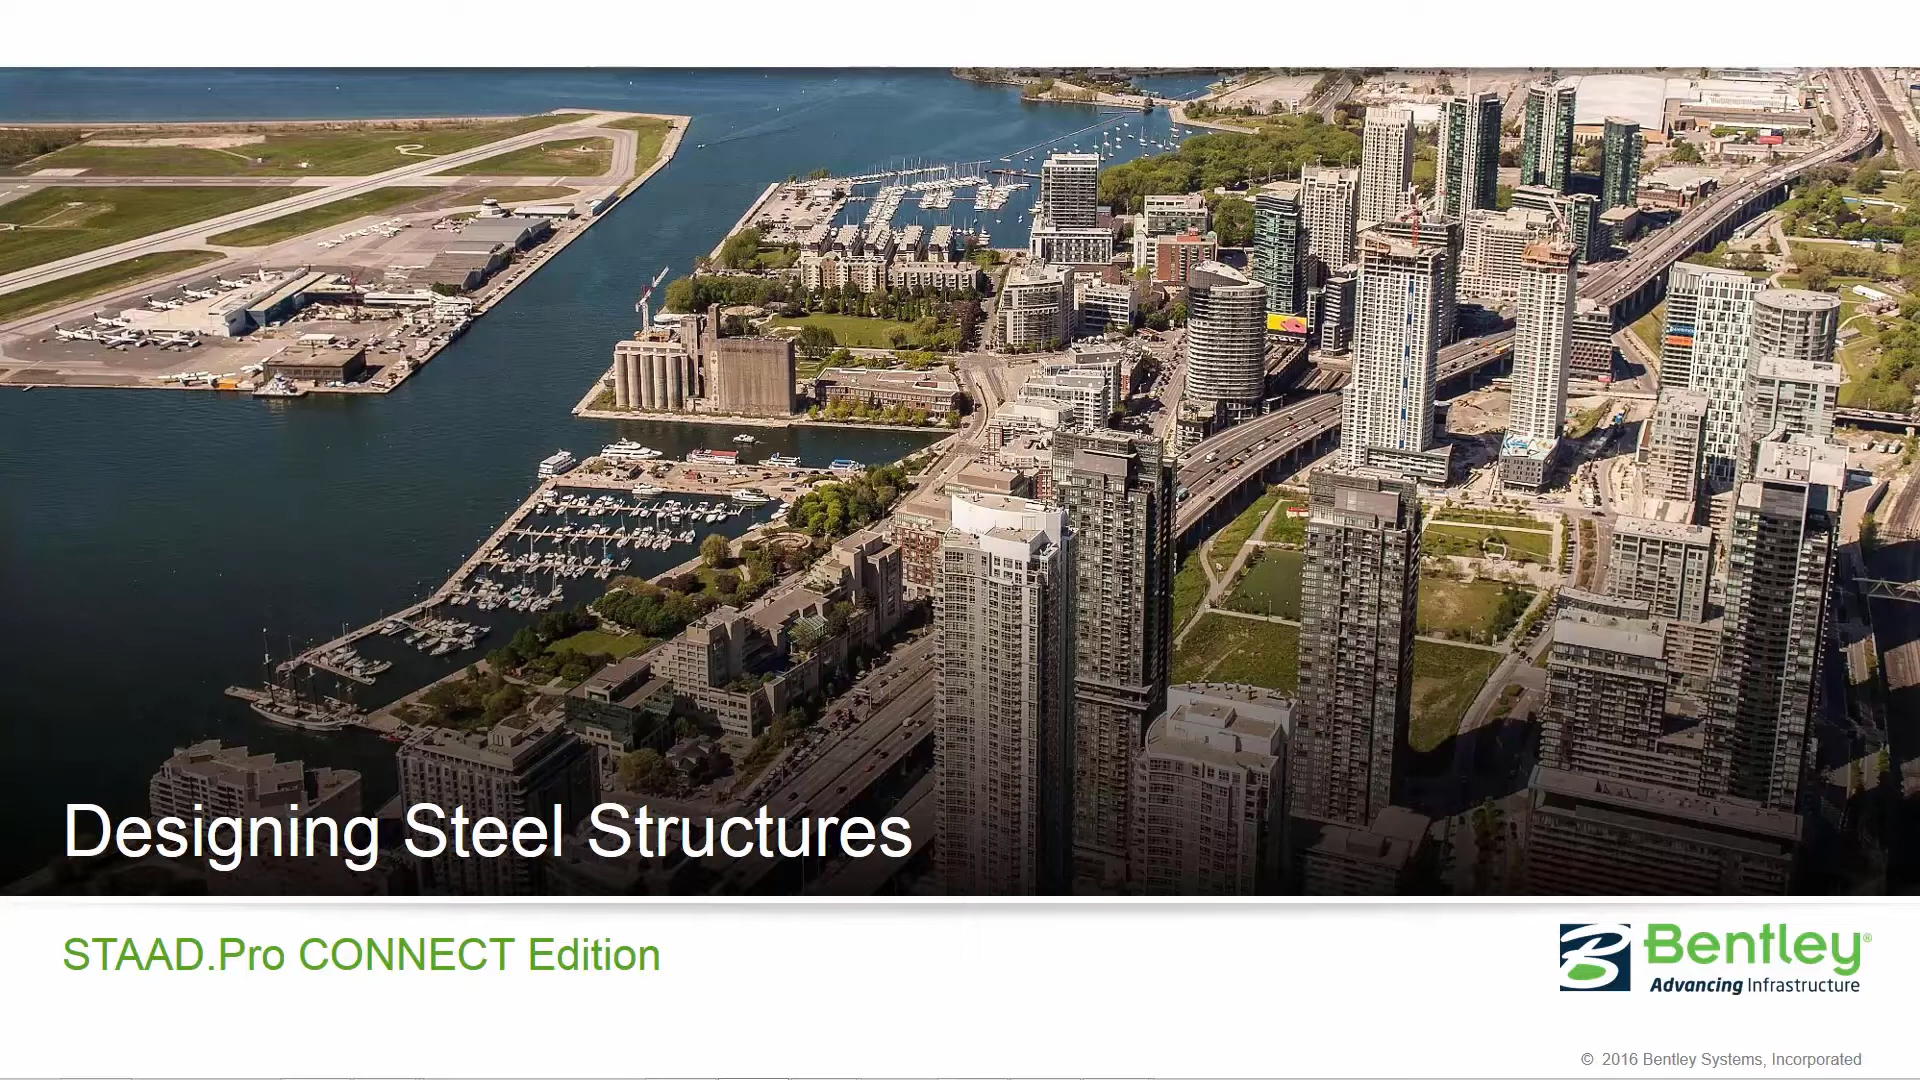 Designing Steel Structures
STAAD.Pro CONNECT Edition
Bentley®
Advancing Infrastructure
© 2016 Bentley Systems, Incorporated